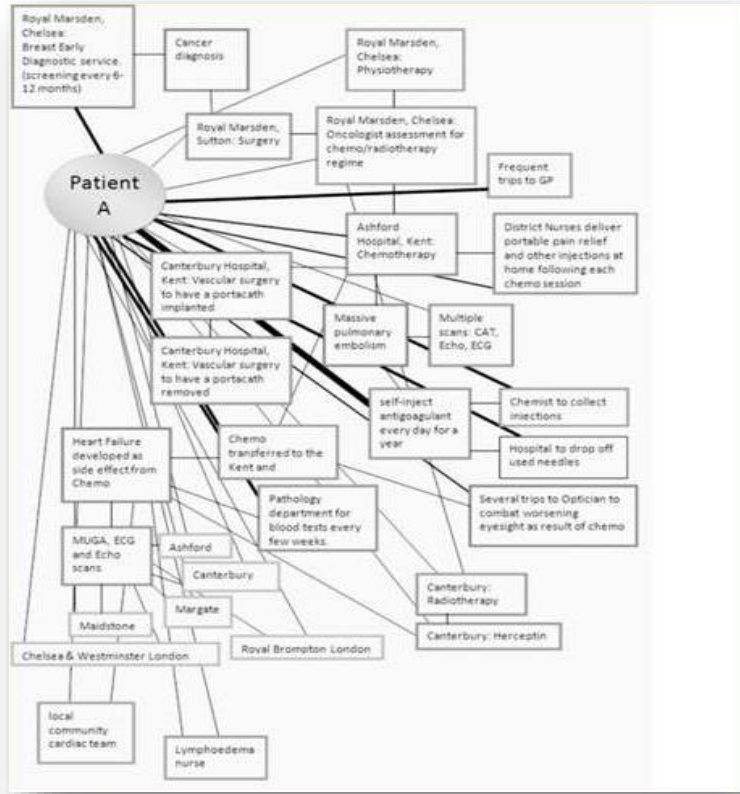 Royal Marsden,
Chelsea:
Breast Early
Diagnostic service.
(screening every 6-
12 months)
Cancer
diagnosis
Royal Marsden,
Chelsea:
Physiotherapy
Royal Marsden,
Sutton: Surgery
Royal Marsden, Chelsea:
Oncologist assessment for
chemo/radiotherapy
regime
Patient
A
Frequent
trips to GP
Ashford
Hospital, Kent:
Chemotherapy
District Nurses deliver
portable pain relief
and other injections at
home following each
chemo session
Canterbury Hospital,
Kent: Vascular surgery
to have a portacath
implanted
Massive
pulmonary
embolism
Multiple
scans: CAT,
Echo, ECG
Canterbury Hospital,
Kent: Vascular surgery
to have a portacath
removed
self-inject
antigoagulant
every day for a
year
Chemist to collect
injections
Heart Failure
developed as
side effect from
Chemo
Chemo
transferred to the
Kent and
Hospital to drop off
used needles
Pathology
department for
blood tests every
few weeks.
Several trips to Optician to
combat worsening
eyesight as result of chemo
MUGA, ECG
and Echo
scans
Ashford
Canterbury
Margate
Maidstone
Canterbury:
Radiotherapy
Canterbury: Herceptin
Chelsea & Westminster London
Royal Brompton London
local
community
cardiac team
Lymphoedema
nurse